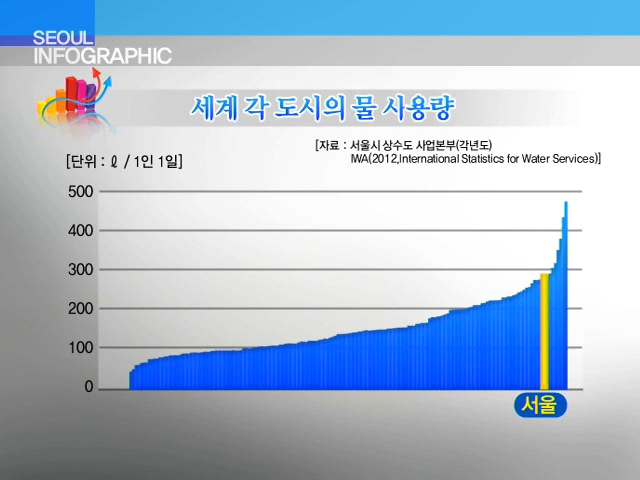 SEOUL
INFOGRAPHIC
세계 각 도시의 물 사용량
[자료 : 서울시 상수도 사업본부(각년도)
IWA(2012,International Statistics for Water Services)]
[단위 : ℓ / 1인 1일]
500
400
300
200
100
0
서울